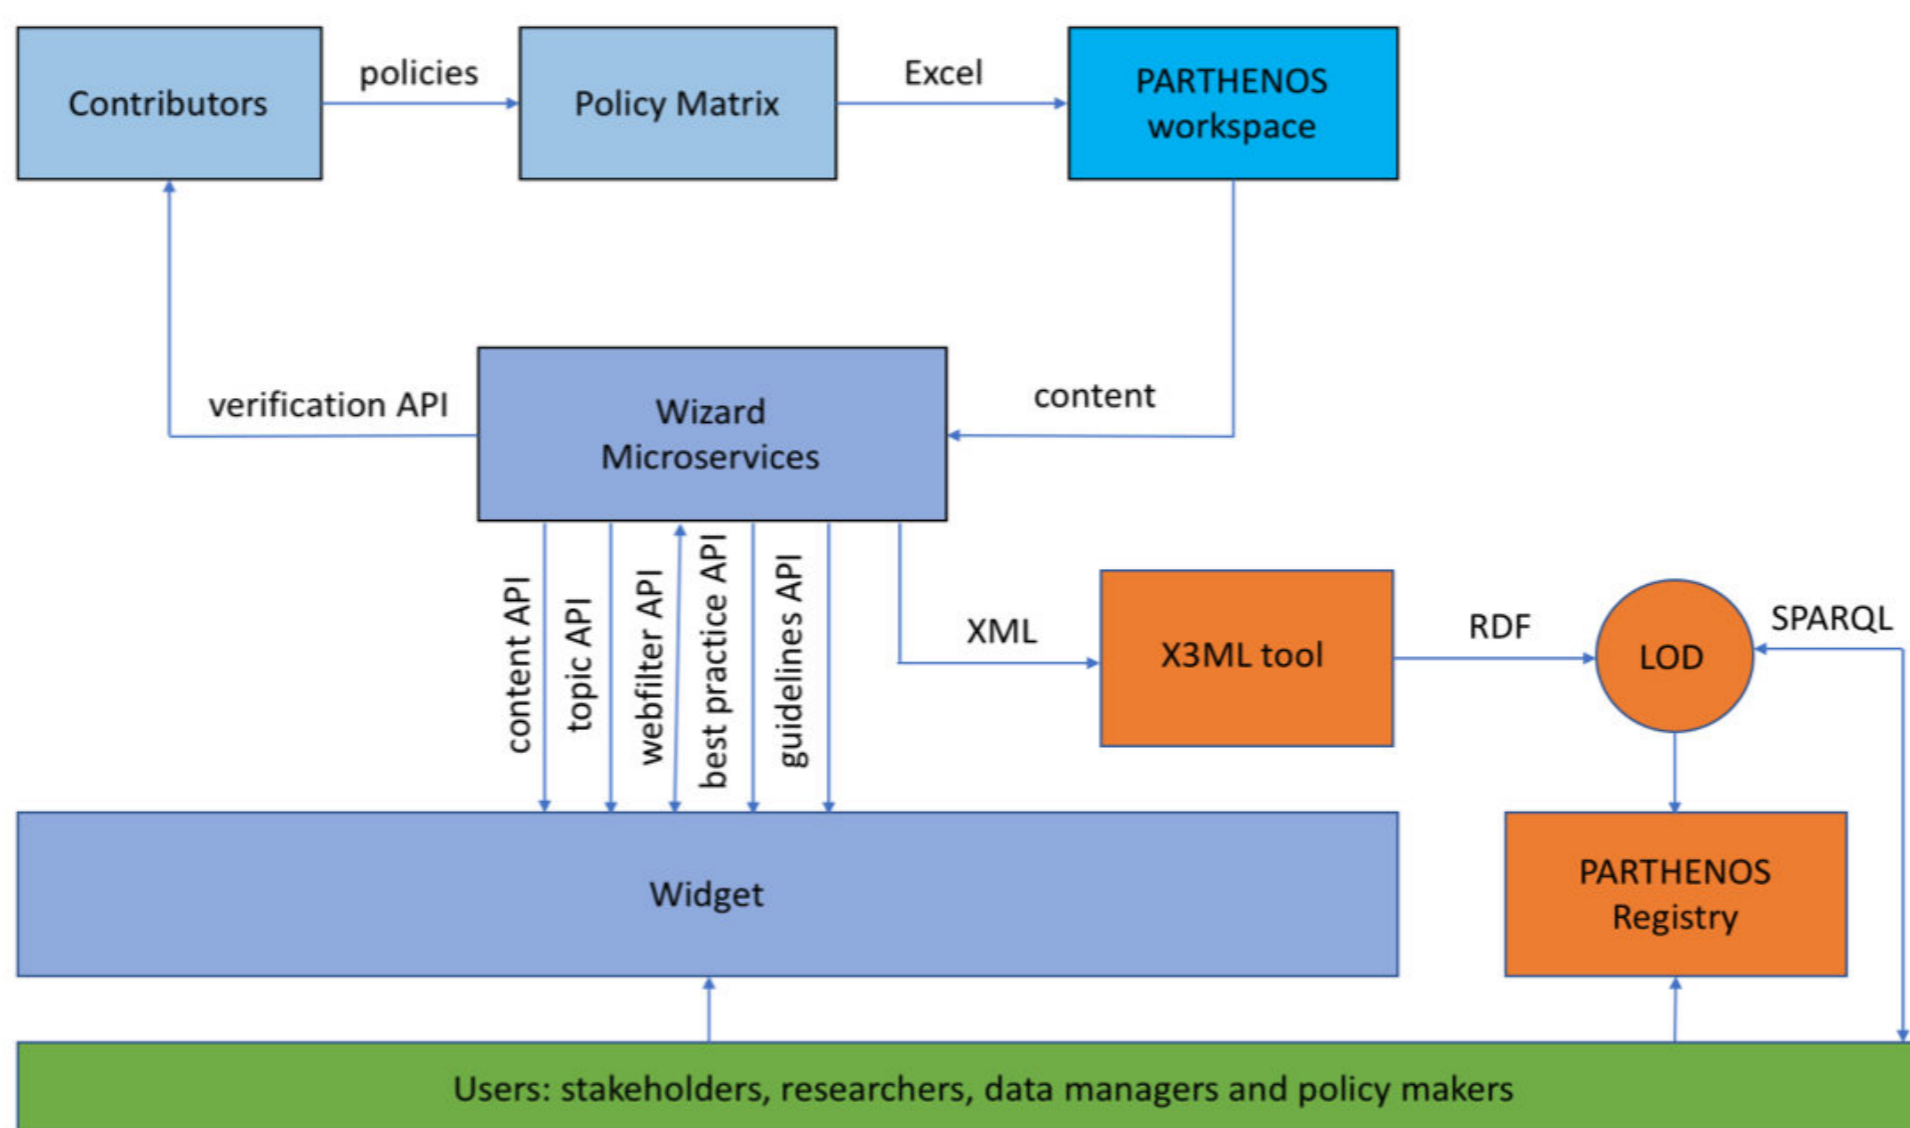 policies
Excel
Contributors
Policy Matrix
PARTHENOS
workspace
verification API
Wizard
Microservices
content
content API
topic API
webfilter API
best practice API
guidelines API
XML
X3ML tool
RDF
LOD
SPARQL
Widget
PARTHENOS
Registry
Users: stakeholders, researchers, data managers and policy makers